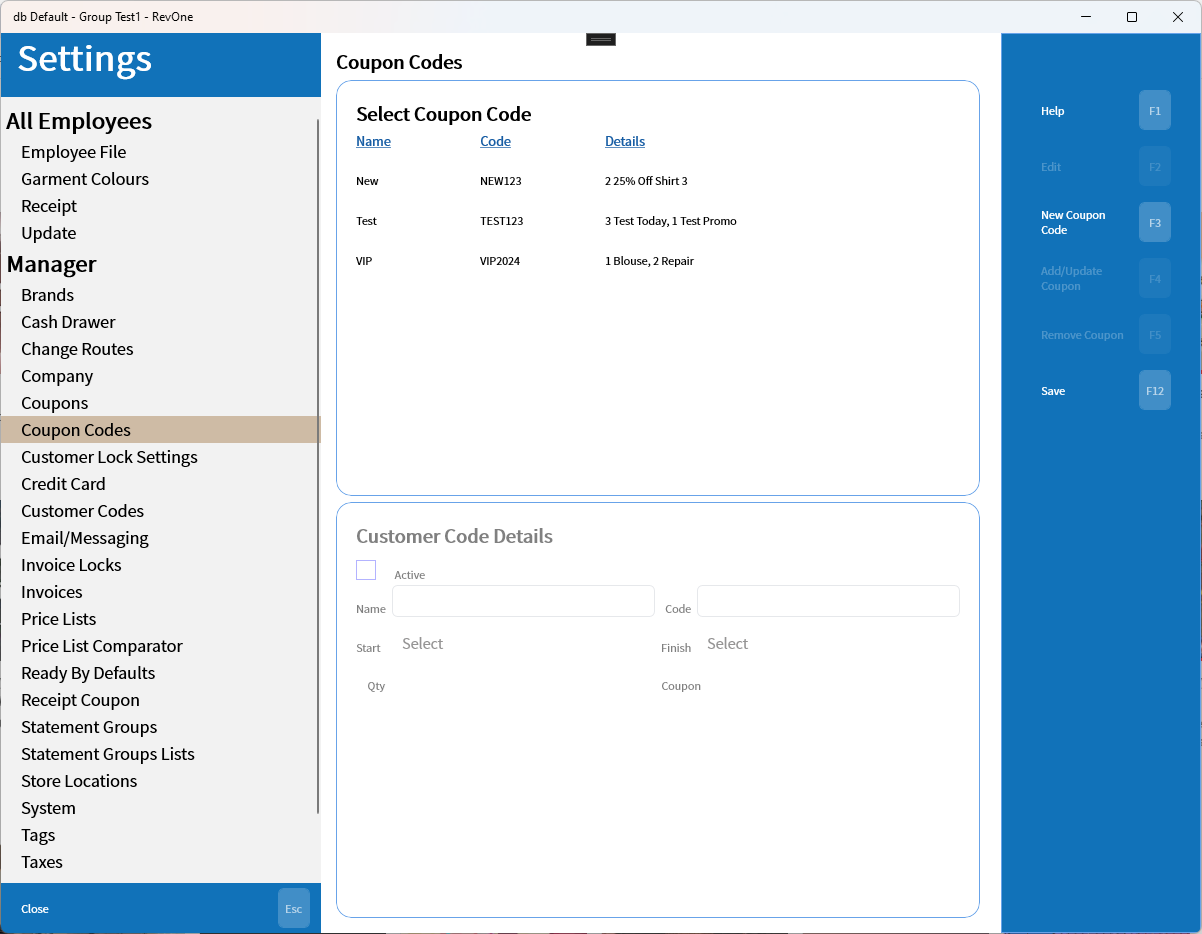 db Default - Group Test1 - RevOne
Settings
All Employees
Employee File
Garment Colours
Receipt
Update
Manager
Brands
Cash Drawer
Change Routes
Company
Coupons
Coupon Codes
Customer Lock Settings
Credit Card
Customer Codes
Email/Messaging
Invoice Locks
Invoices
Price Lists
Price List Comparator
Ready By Defaults
Receipt Coupon
Statement Groups
Statement Groups Lists
Store Locations
System
Tags
Taxes
Close Esc
Coupon Codes
Select Coupon Code
Name Code Details
New NEW123 2 25% Off Shirt 3
Test TEST123 3 Test Today, 1 Test Promo
VIP VIP2024 1 Blouse, 2 Repair
Customer Code Details
Active
Name Code
Start Select Finish Select
Qty Coupon
Help F1
Edit F2
New Coupon
Code F3
Add/Update
Coupon F4
Remove Coupon F5
Save F12